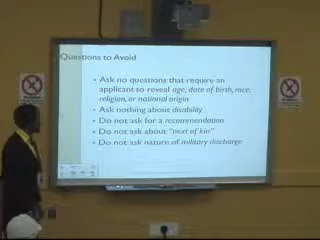 Questions to Avoid
• Ask no questions that require an
applicant to reveal age, date of birth, race,
religion, or national origin
• Ask nothing about disability
• Do not ask for a recommendation
• Do not ask about "next of kin"
• Do not ask nature of military discharge